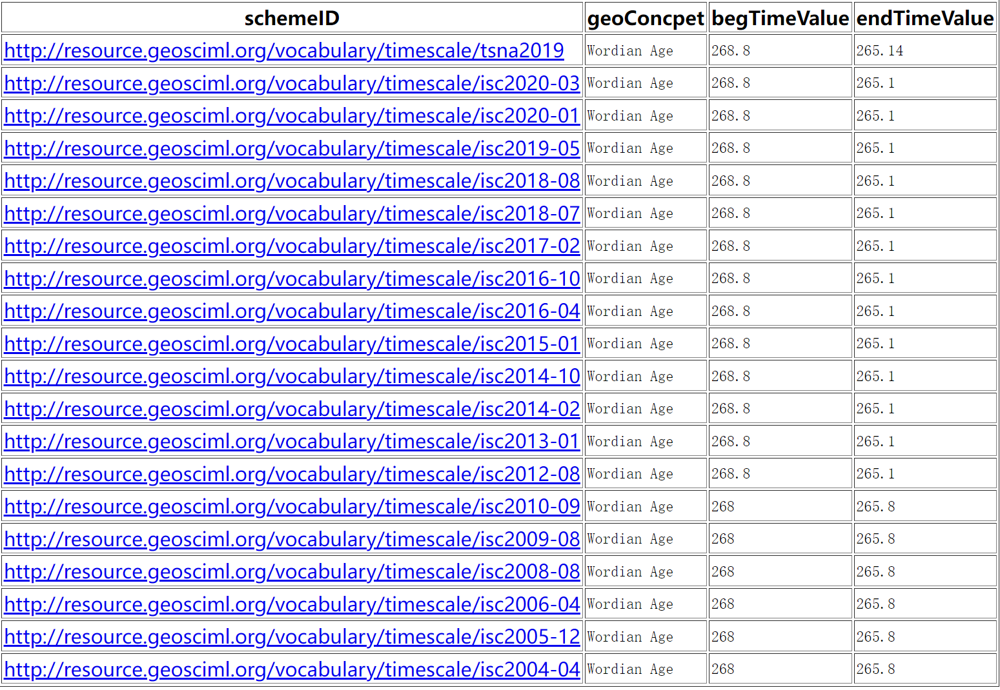 schemeID geoConcpet begTimeValue endTimeValue
http://resource.geosciml.org/vocabulary/timescale/tsna2019 Wordian Age 268.8 265.14
http://resource.geosciml.org/vocabulary/timescale/isc2020-03 Wordian Age 268.8 265.1
http://resource.geosciml.org/vocabulary/timescale/isc2020-01 Wordian Age 268.8 265.1
http://resource.geosciml.org/vocabulary/timescale/isc2019-05 Wordian Age 268.8 265.1
http://resource.geosciml.org/vocabulary/timescale/isc2018-08 Wordian Age 268.8 265.1
http://resource.geosciml.org/vocabulary/timescale/isc2018-07 Wordian Age 268.8 265.1
http://resource.geosciml.org/vocabulary/timescale/isc2017-02 Wordian Age 268.8 265.1
http://resource.geosciml.org/vocabulary/timescale/isc2016-10 Wordian Age 268.8 265.1
http://resource.geosciml.org/vocabulary/timescale/isc2016-04 Wordian Age 268.8 265.1
http://resource.geosciml.org/vocabulary/timescale/isc2015-01 Wordian Age 268.8 265.1
http://resource.geosciml.org/vocabulary/timescale/isc2014-10 Wordian Age 268.8 265.1
http://resource.geosciml.org/vocabulary/timescale/isc2014-02 Wordian Age 268.8 265.1
http://resource.geosciml.org/vocabulary/timescale/isc2013-01 Wordian Age 268.8 265.1
http://resource.geosciml.org/vocabulary/timescale/isc2012-08 Wordian Age 268.8 265.1
http://resource.geosciml.org/vocabulary/timescale/isc2010-09 Wordian Age 268 265.8
http://resource.geosciml.org/vocabulary/timescale/isc2009-08 Wordian Age 268 265.8
http://resource.geosciml.org/vocabulary/timescale/isc2008-08 Wordian Age 268 265.8
http://resource.geosciml.org/vocabulary/timescale/isc2006-04 Wordian Age 268 265.8
http://resource.geosciml.org/vocabulary/timescale/isc2005-12 Wordian Age 268 265.8
http://resource.geosciml.org/vocabulary/timescale/isc2004-04 Wordian Age 268 265.8